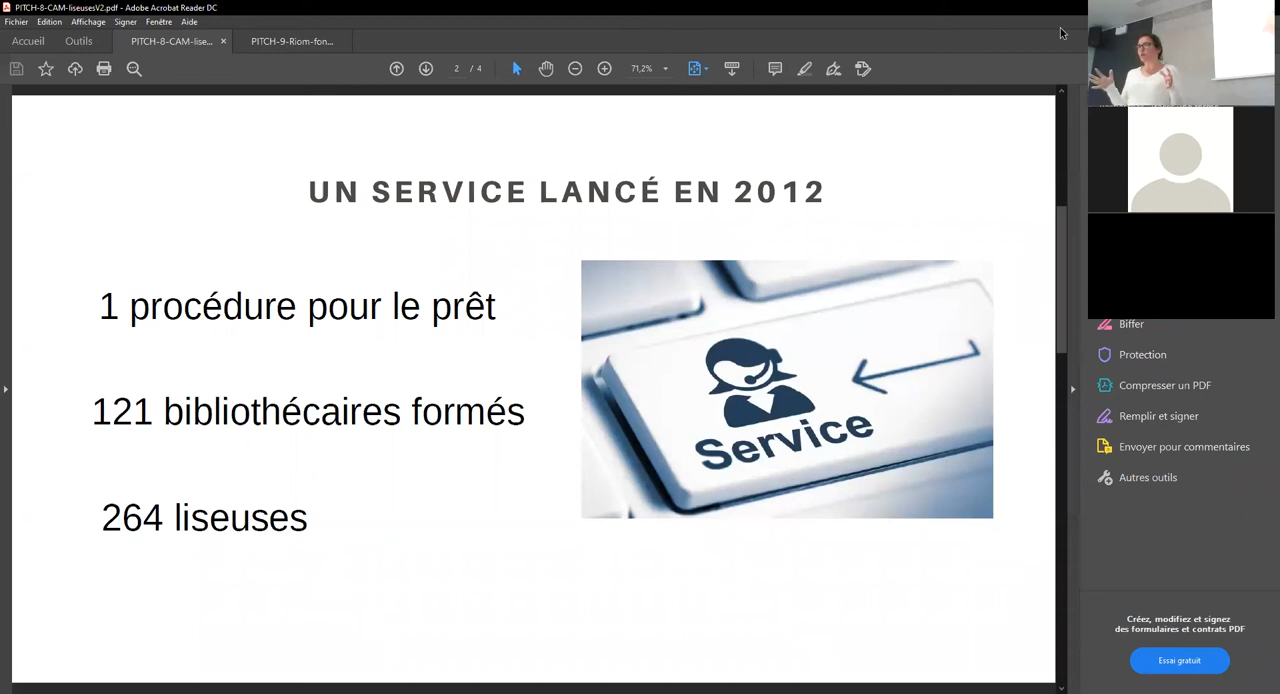 PITCH-8-CAM-liseusesV2.pdf - Adobe Acrobat Reader DC
Fichier Edition Affichage Signer Fenêtre Aide
Accueil Outils PITCH-8-CAM-lise... × PITCH-9-Riom-fon...
2 / 4 71,2%
UN SERVICE LANCÉ EN 2012
1 procédure pour le prêt
121 bibliothécaires formés
264 liseuses
Service
Biffer
Protection
Compresser un PDF
Remplir et signer
Envoyer pour commentaires
Autres outils
Créez, modifiez et signez
des formulaires et contrats PDF
Essai gratuit